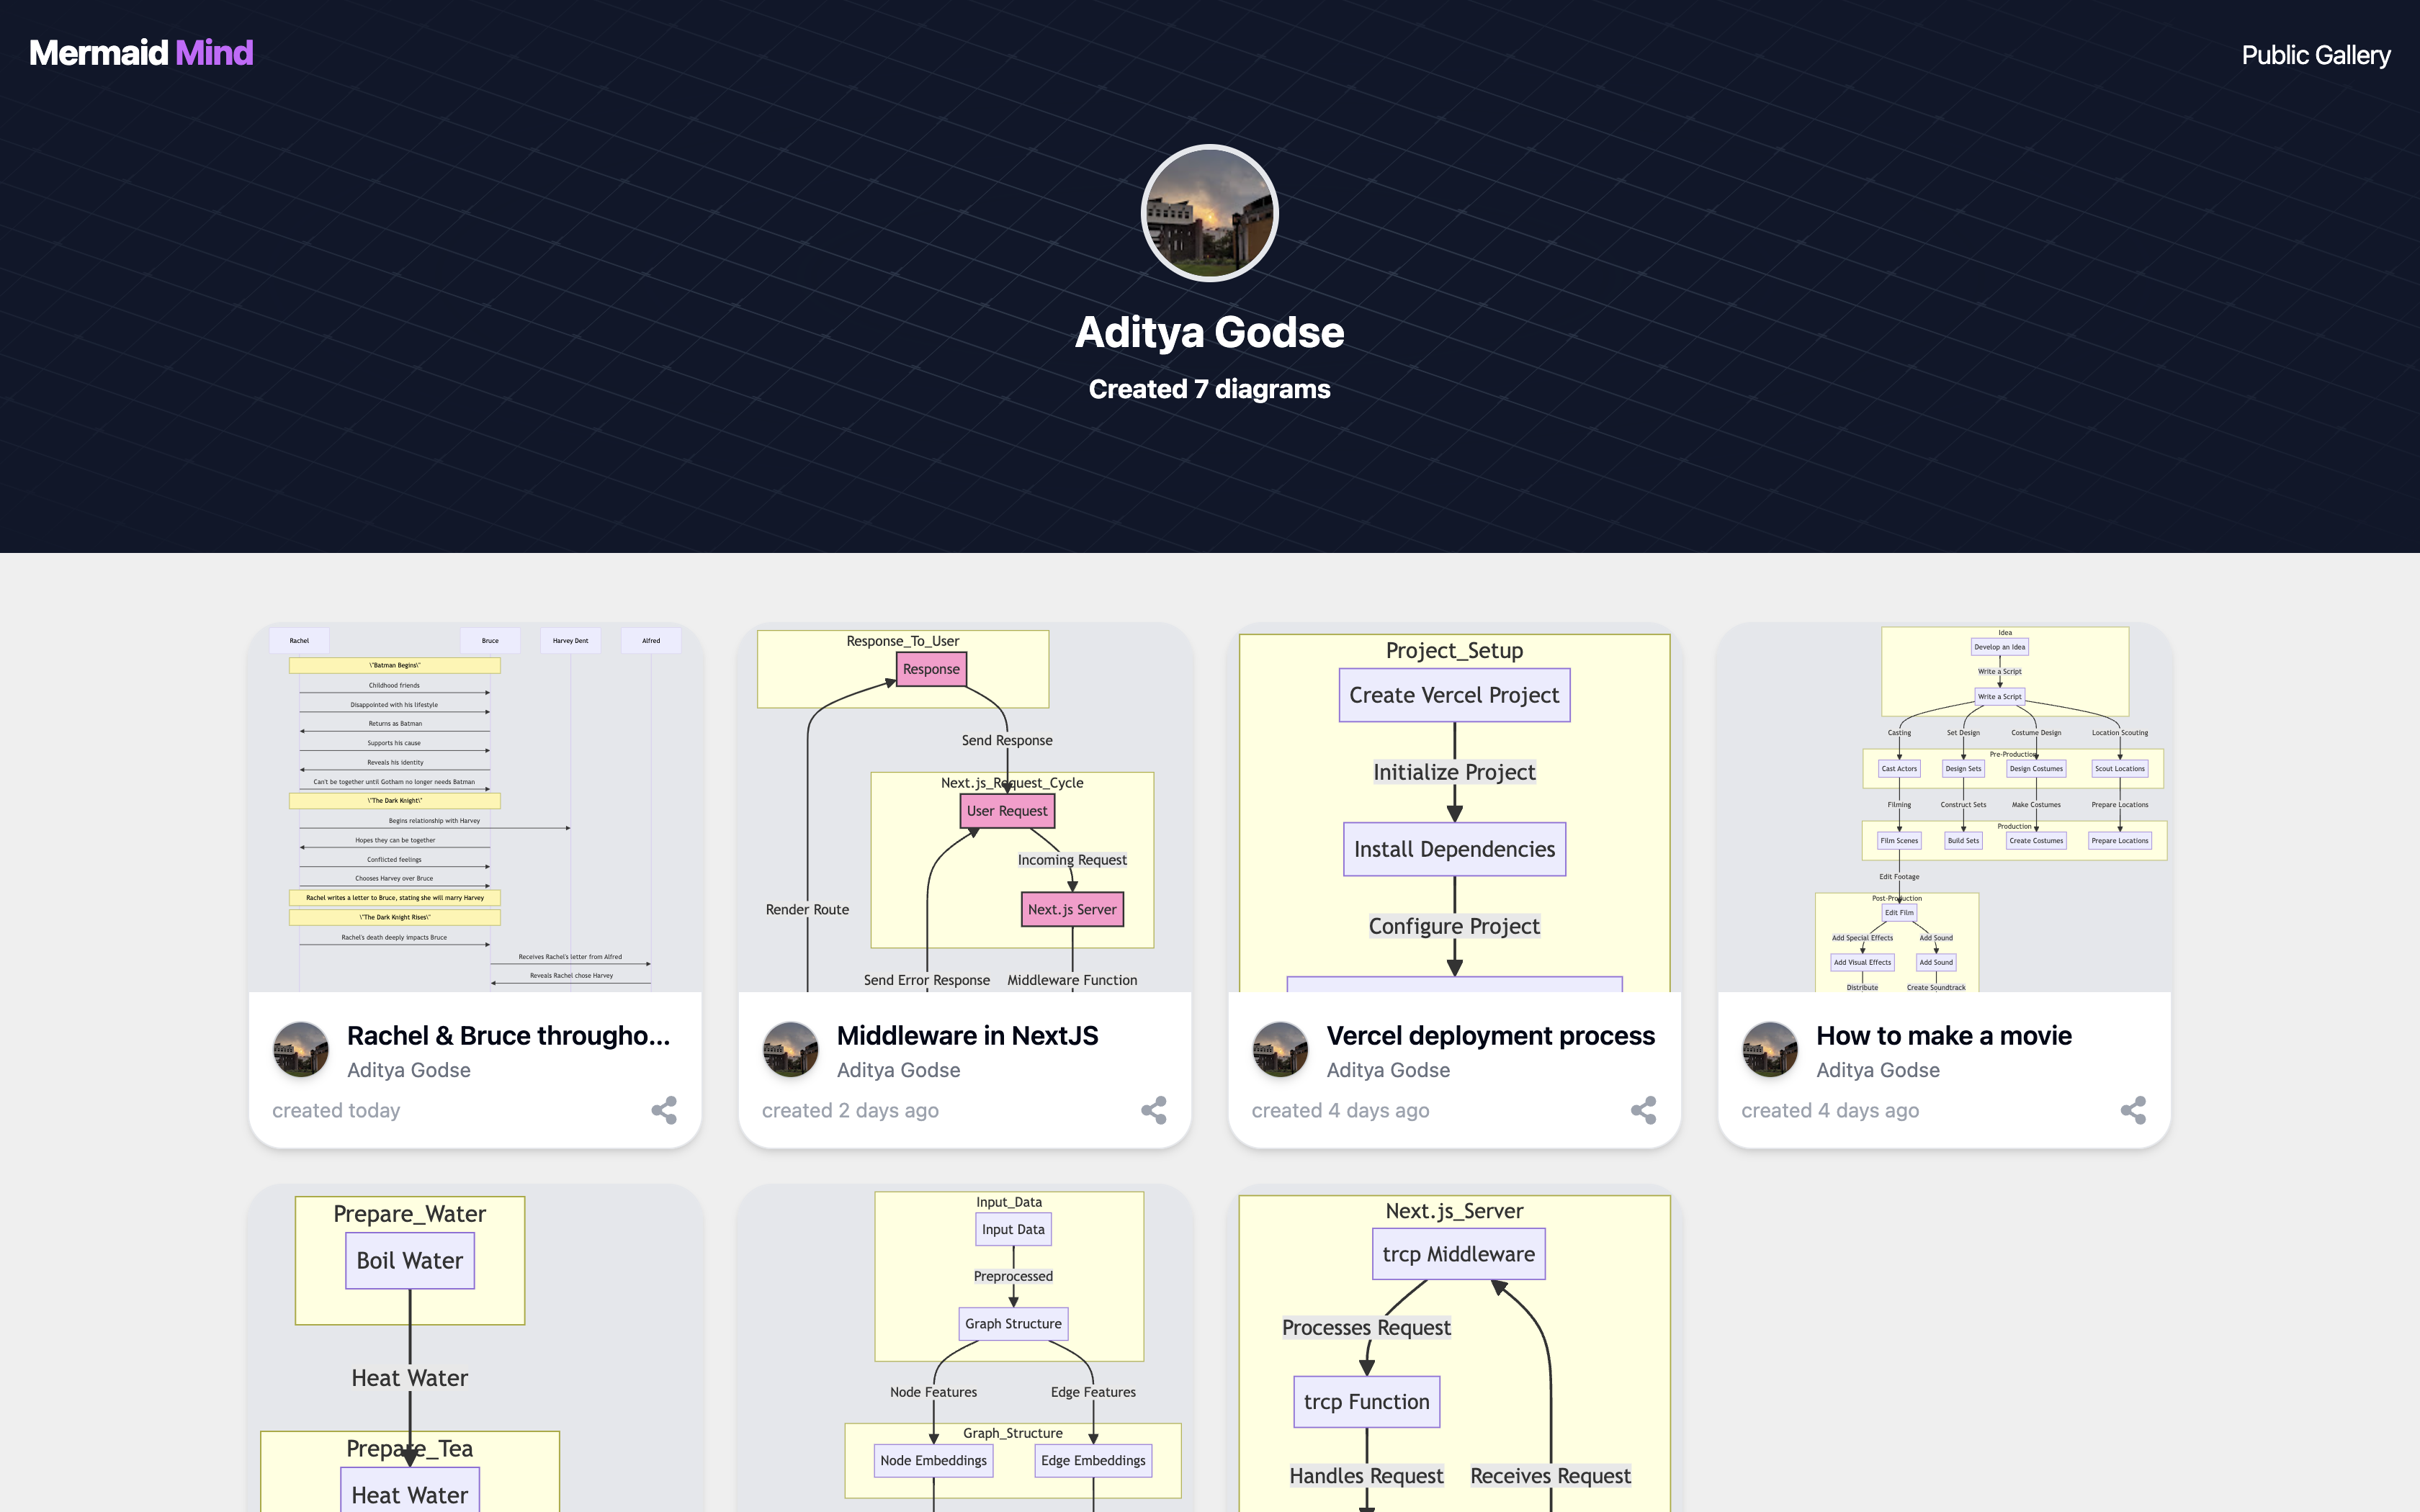 Mermaid Mind
Public Gallery
Aditya Godse
Created 7 diagrams
Rachel
Bruce
Harvey Dent
Alfred
\"Batman Begins\"
Childhood friends
Disappointed with his lifestyle
Returns as Batman
Supports his cause
Reveals his identity
Can't be together until Gotham no longer needs Batman
\"The Dark Knight\"
Begins relationship with Harvey
Hopes they can be together
Conflicted feelings
Chooses Harvey over Bruce
Rachel writes a letter to Bruce, stating she will marry Harvey
\"The Dark Knight Rises\"
Rachel's death deeply impacts Bruce
Receives Rachel's letter from Alfred
Reveals Rachel chose Harvey
Rachel & Bruce througho...
Aditya Godse
created today
Response_To_User
Response
Send Response
Next.js_Request_Cycle
User Request
Incoming Request
Render Route
Next.js Server
Send Error Response
Middleware Function
Middleware in NextJS
Aditya Godse
created 2 days ago
Project_Setup
Create Vercel Project
Initialize Project
Install Dependencies
Configure Project
Vercel deployment process
Aditya Godse
created 4 days ago
Idea
Develop an Idea
Write a Script
Write a Script
Casting
Set Design
Costume Design
Location Scouting
Pre-Production
Cast Actors
Design Sets
Design Costumes
Scout Locations
Filming
Construct Sets
Make Costumes
Prepare Locations
Production
Film Scenes
Build Sets
Create Costumes
Prepare Locations
Edit Footage
Post-Production
Edit Film
Add Special Effects
Add Sound
Add Visual Effects
Add Sound
Distribute
Create Soundtrack
How to make a movie
Aditya Godse
created 4 days ago
Prepare_Water
Boil Water
Heat Water
Prepare_Tea
Heat Water
Input_Data
Input Data
Preprocessed
Graph Structure
Node Features
Edge Features
Graph_Structure
Node Embeddings
Edge Embeddings
Next.js_Server
trcp Middleware
Processes Request
trcp Function
Handles Request
Receives Request